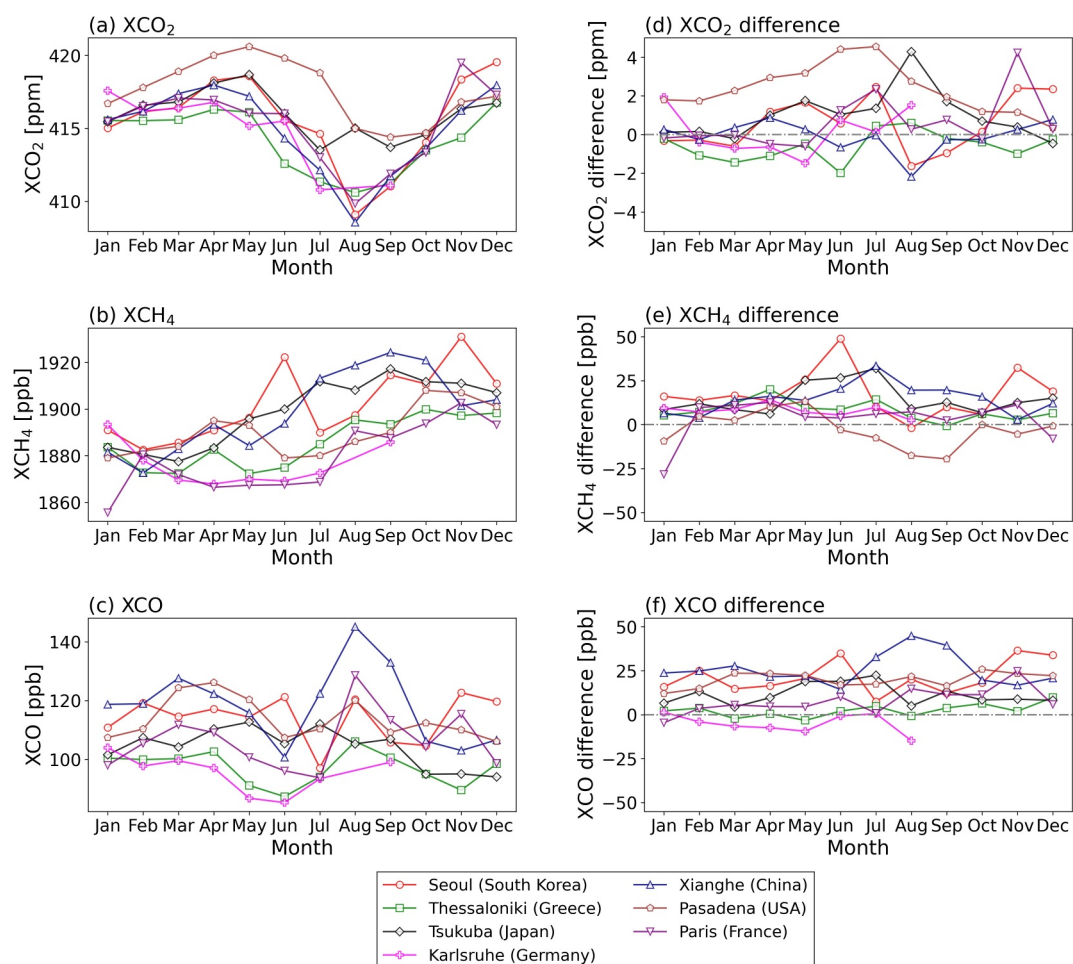 (a) XCO₂
XCO₂ [ppm]
420
415
410
Jan Feb Mar Apr May Jun Jul Aug Sep Oct Nov Dec
Month
(d) XCO₂ difference
XCO₂ difference [ppm]
4
2
0
−2
−4
Jan Feb Mar Apr May Jun Jul Aug Sep Oct Nov Dec
Month
(b) XCH₄
XCH₄ [ppb]
1920
1900
1880
1860
Jan Feb Mar Apr May Jun Jul Aug Sep Oct Nov Dec
Month
(e) XCH₄ difference
XCH₄ difference [ppb]
50
25
0
−25
−50
Jan Feb Mar Apr May Jun Jul Aug Sep Oct Nov Dec
Month
(c) XCO
XCO [ppb]
140
120
100
Jan Feb Mar Apr May Jun Jul Aug Sep Oct Nov Dec
Month
(f) XCO difference
XCO difference [ppb]
50
25
0
−25
−50
Jan Feb Mar Apr May Jun Jul Aug Sep Oct Nov Dec
Month
Seoul (South Korea)
Thessaloniki (Greece)
Tsukuba (Japan)
Karlsruhe (Germany)
Xianghe (China)
Pasadena (USA)
Paris (France)